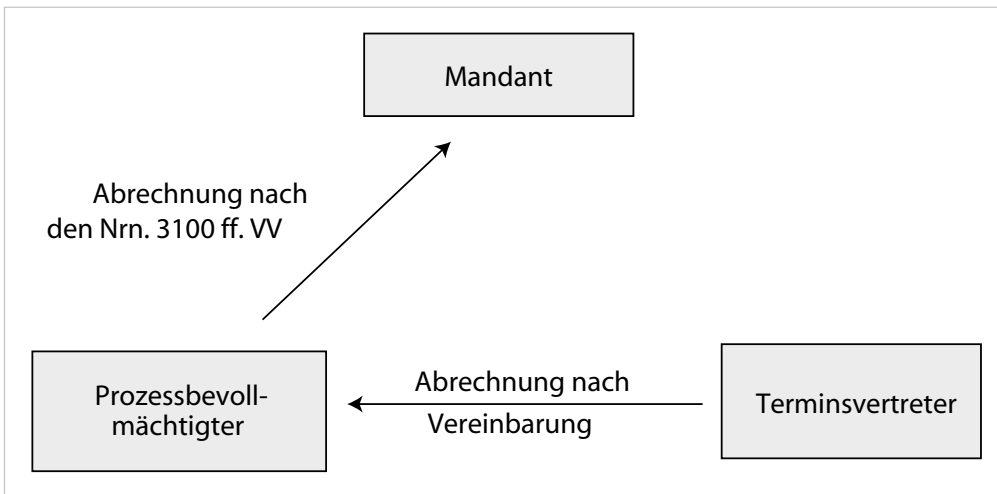 Mandant
Abrechnung nach
den Nrn. 3100 ff. VV
Prozessbevoll-
mächtigter
Abrechnung nach
Vereinbarung
Terminsvertreter